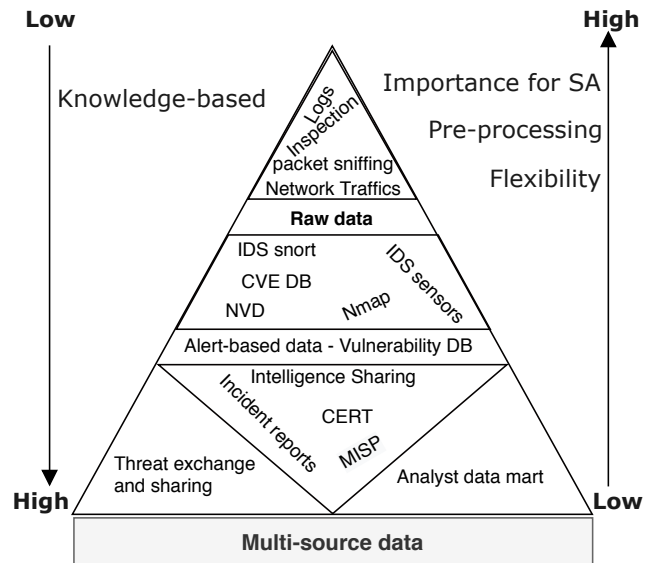 Low
High
Knowledge-based
Importance for SA
Pre-processing
Flexibility
Logs
Inspection
packet sniffing
Network Traffics
Raw data
IDS snort
CVE DB
NVD
Nmap
IDS sensors
Alert-based data - Vulnerability DB
Intelligence Sharing
Incident reports
CERT
MISP
Threat exchange
and sharing
Analyst data mart
High
Low
Multi-source data